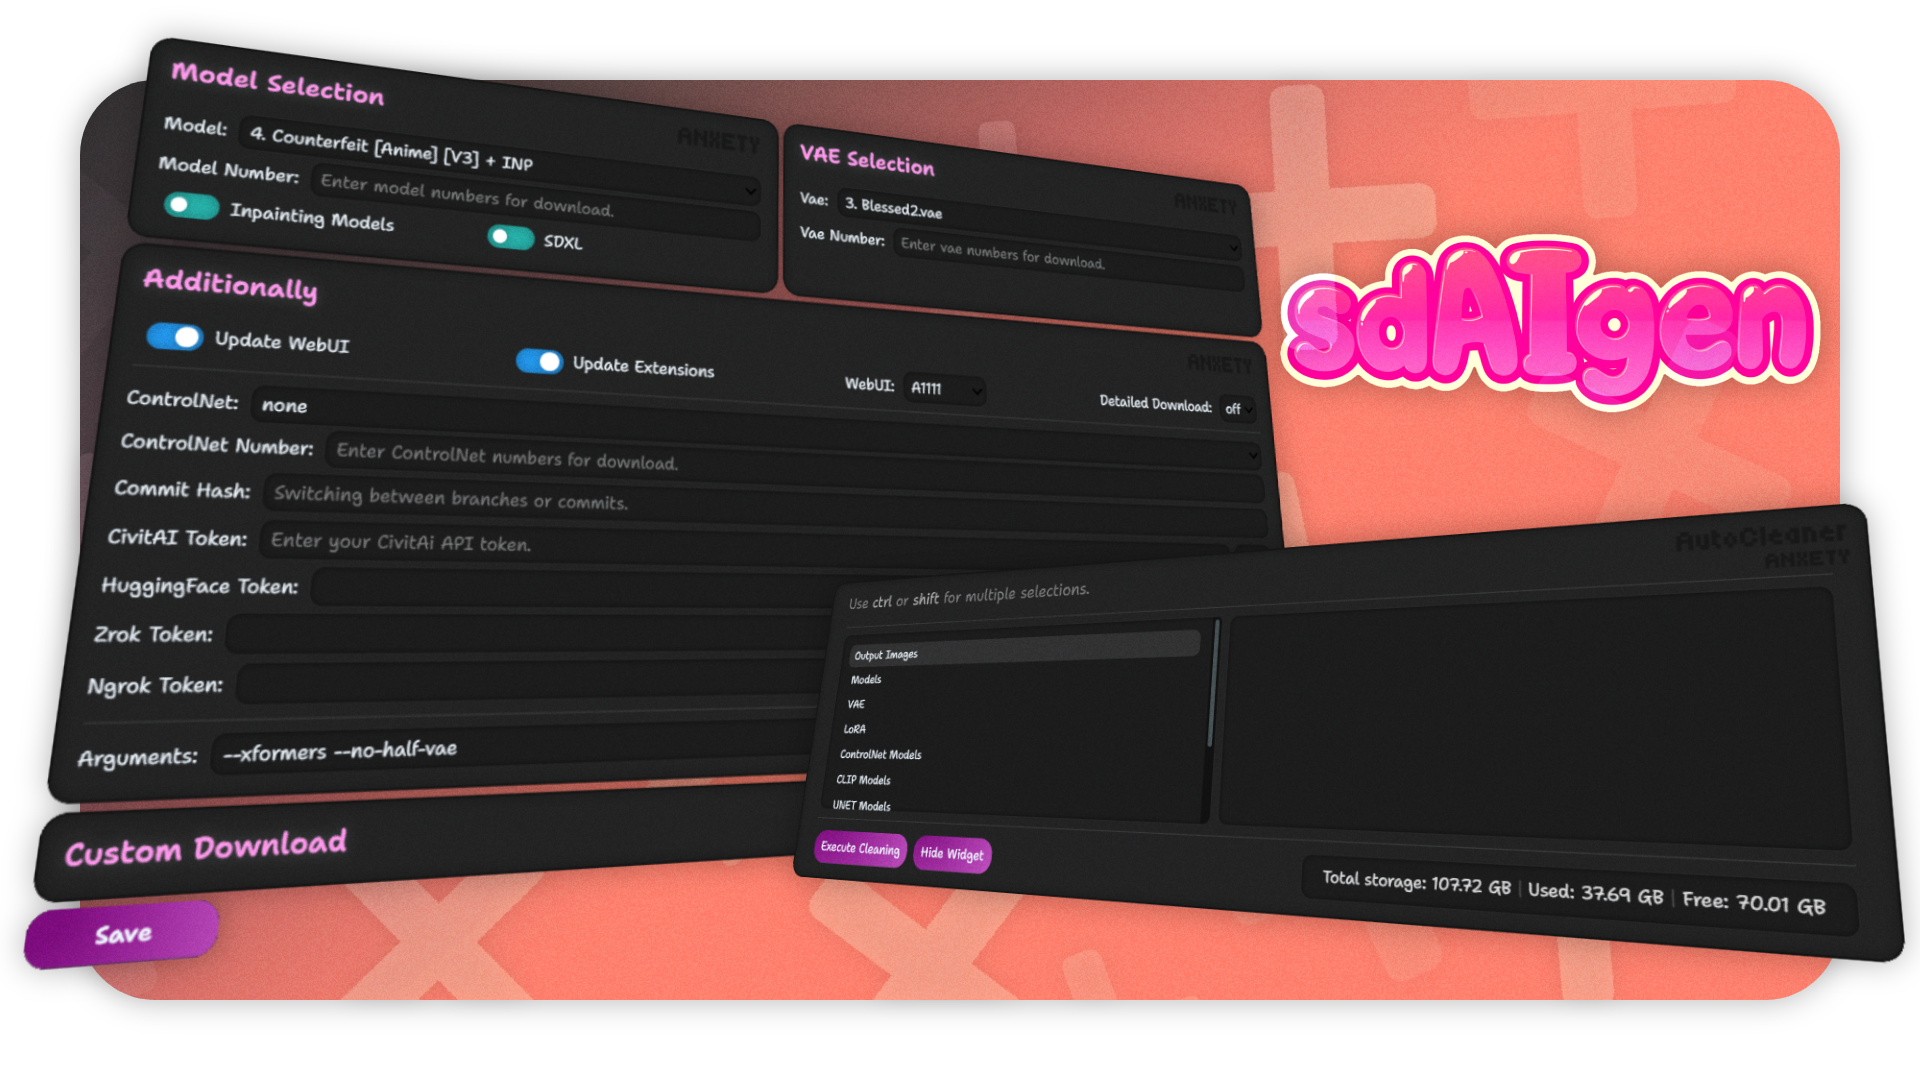 Model Selection
ANXETY
Model: 4. Counterfeit [Anime] [V3] + INP
Model Number: Enter model numbers for download.
Inpainting Models
SDXL
VAE Selection
ANXETY
Vae: 3. Blessed2.vae
Vae Number: Enter vae numbers for download.
sdAIgen
Additionally
ANXETY
Update WebUI
Update Extensions
WebUI: A1111
Detailed Download: off
ControlNet: none
ControlNet Number: Enter ControlNet numbers for download.
Commit Hash: Switching between branches or commits.
CivitAI Token: Enter your CivitAi API token.
HuggingFace Token:
Zrok Token:
Ngrok Token:
Arguments: --xformers --no-half-vae
Custom Download
Save
AutoCleaner
ANXETY
Use ctrl or shift for multiple selections.
Output Images
Models
VAE
LoRA
ControlNet Models
CLIP Models
UNET Models
Execute Cleaning
Hide Widget
Total storage: 107.72 GB | Used: 37.69 GB | Free: 70.01 GB